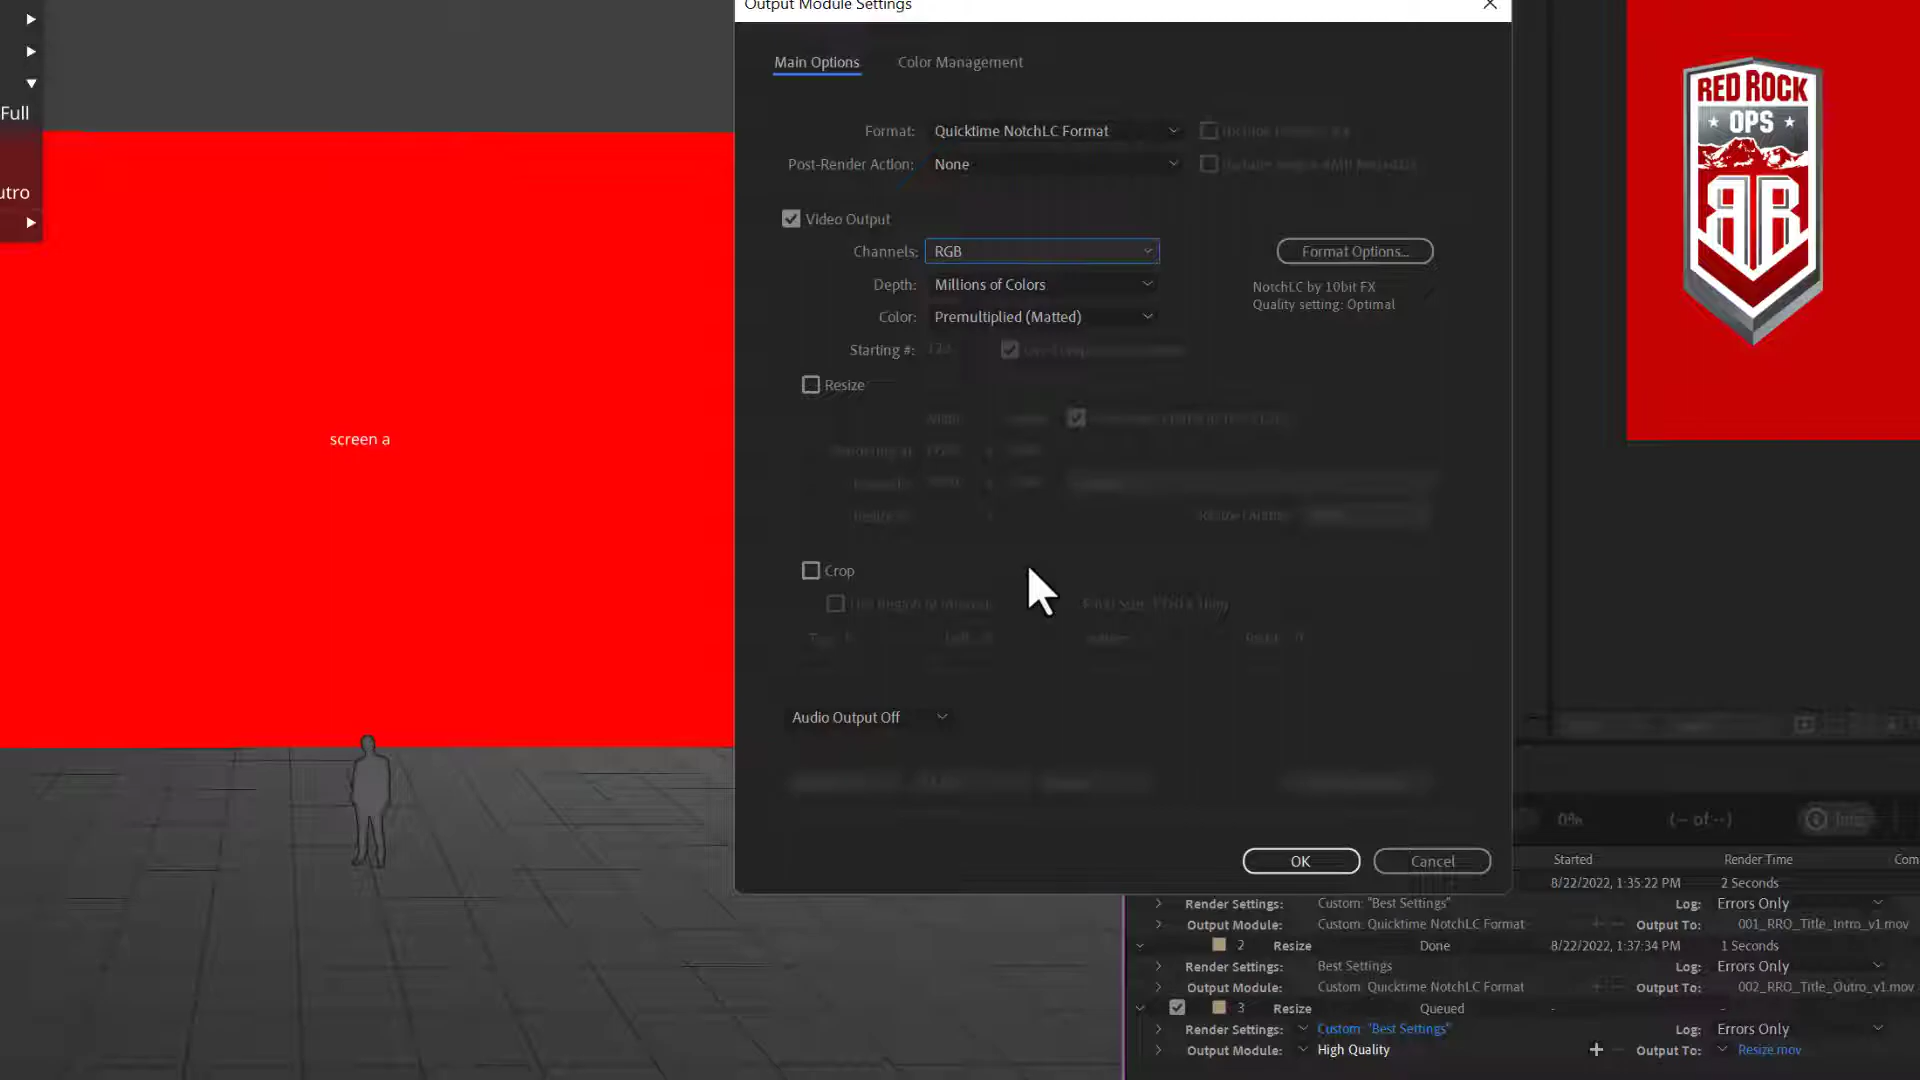 Output Module Settings
Main Options
Color Management
Full
utro
Format: Quicktime NotchLC Format
Post-Render Action: None
Video Output
Channels: RGB
Format Options...
Depth: Millions of Colors
NotchLC by 10bit FX
Quality setting: Optimal
Color: Premultiplied (Matted)
Starting #:
Resize
screen a
Crop
Audio Output Off
OK
Cancel
RED ROCK
OPS
0%
(-- of --)
Started
Render Time
Com
8/22/2022, 1:35:22 PM
2 Seconds
Render Settings: Custom: "Best Settings"
Log: Errors Only
Output Module: Custom: Quicktime NotchLC Format
Output To: 001_RRO_Title_Intro_v1.mov
2 Resize Done 8/22/2022, 1:37:34 PM 1 Seconds
Render Settings: Best Settings
Log: Errors Only
Output Module: Custom: Quicktime NotchLC Format
Output To: 002_RRO_Title_Outro_v1.mov
3 Resize Queued - -
Render Settings: Custom: "Best Settings"
Log: Errors Only
Output Module: High Quality
Output To: Resize.mov